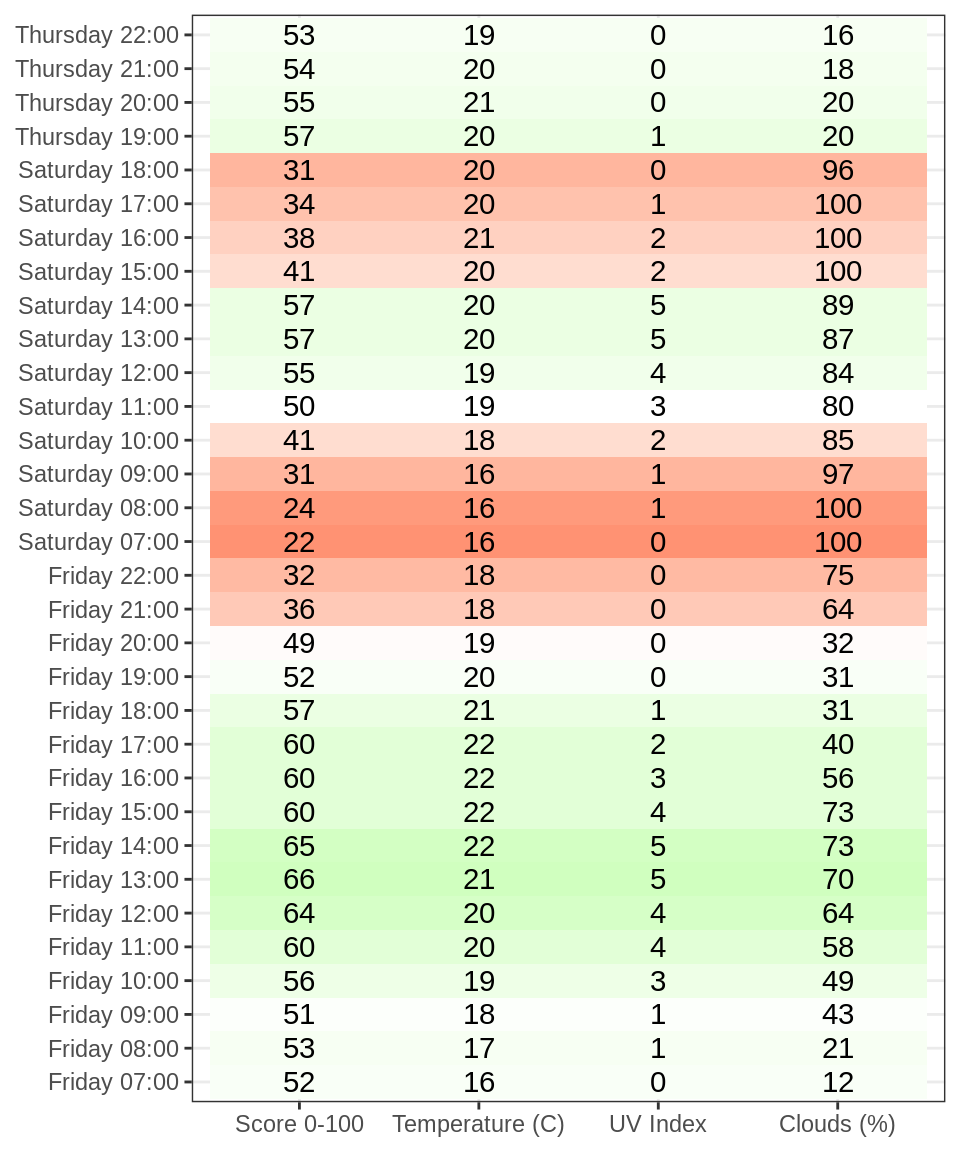 Thursday 22:00 53 19 0 16
Thursday 21:00 54 20 0 18
Thursday 20:00 55 21 0 20
Thursday 19:00 57 20 1 20
Saturday 18:00 31 20 0 96
Saturday 17:00 34 20 1 100
Saturday 16:00 38 21 2 100
Saturday 15:00 41 20 2 100
Saturday 14:00 57 20 5 89
Saturday 13:00 57 20 5 87
Saturday 12:00 55 19 4 84
Saturday 11:00 50 19 3 80
Saturday 10:00 41 18 2 85
Saturday 09:00 31 16 1 97
Saturday 08:00 24 16 1 100
Saturday 07:00 22 16 0 100
Friday 22:00 32 18 0 75
Friday 21:00 36 18 0 64
Friday 20:00 49 19 0 32
Friday 19:00 52 20 0 31
Friday 18:00 57 21 1 31
Friday 17:00 60 22 2 40
Friday 16:00 60 22 3 56
Friday 15:00 60 22 4 73
Friday 14:00 65 22 5 73
Friday 13:00 66 21 5 70
Friday 12:00 64 20 4 64
Friday 11:00 60 20 4 58
Friday 10:00 56 19 3 49
Friday 09:00 51 18 1 43
Friday 08:00 53 17 1 21
Friday 07:00 52 16 0 12
Score 0-100 Temperature (C) UV Index Clouds (%)